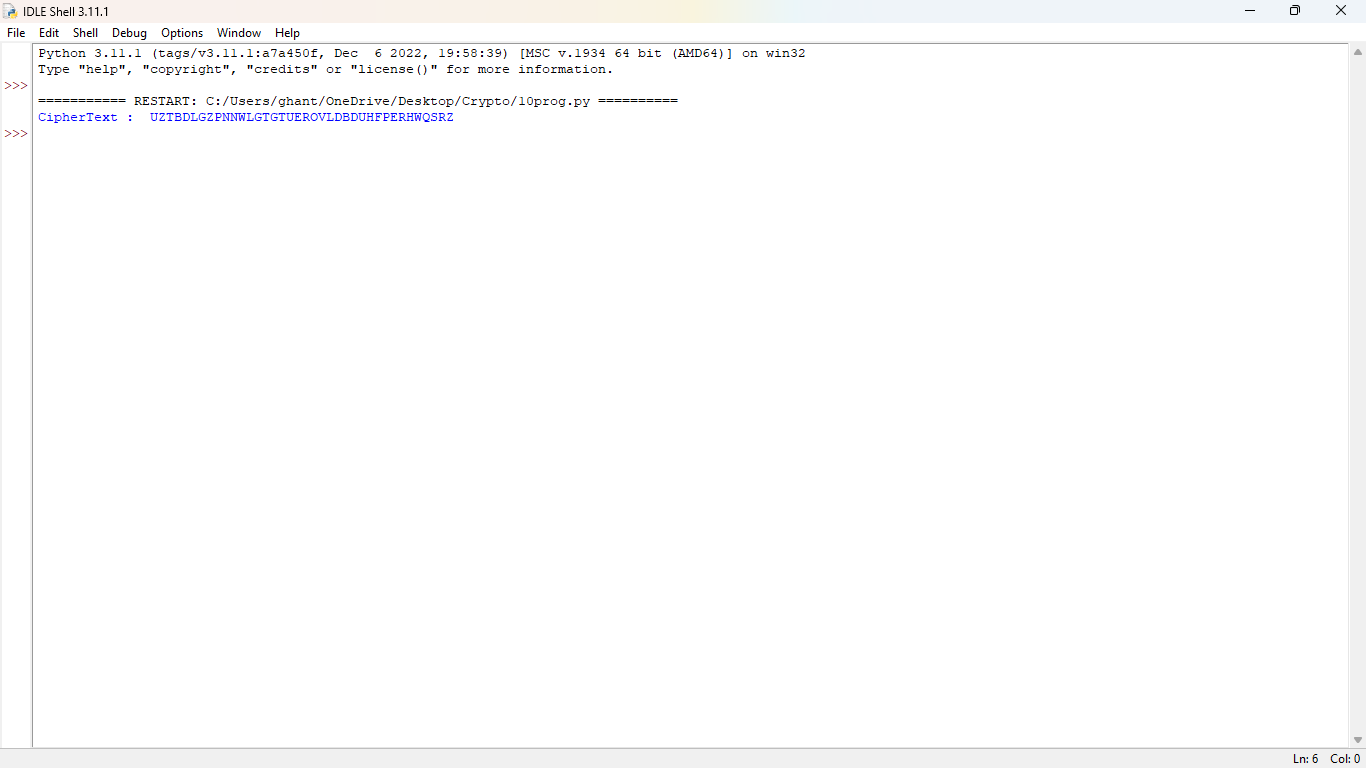 IDLE Shell 3.11.1
File Edit Shell Debug Options Window Help
Python 3.11.1 (tags/v3.11.1:a7a450f, Dec  6 2022, 19:58:39) [MSC v.1934 64 bit (AMD64)] on win32
Type "help", "copyright", "credits" or "license()" for more information.
>>>
=========== RESTART: C:/Users/ghant/OneDrive/Desktop/Crypto/10prog.py ==========
CipherText :  UZTBDLGZPNNWLGTGTUEROVLDBDUHFPERHWQSRZ
>>>
Ln: 6 Col: 0